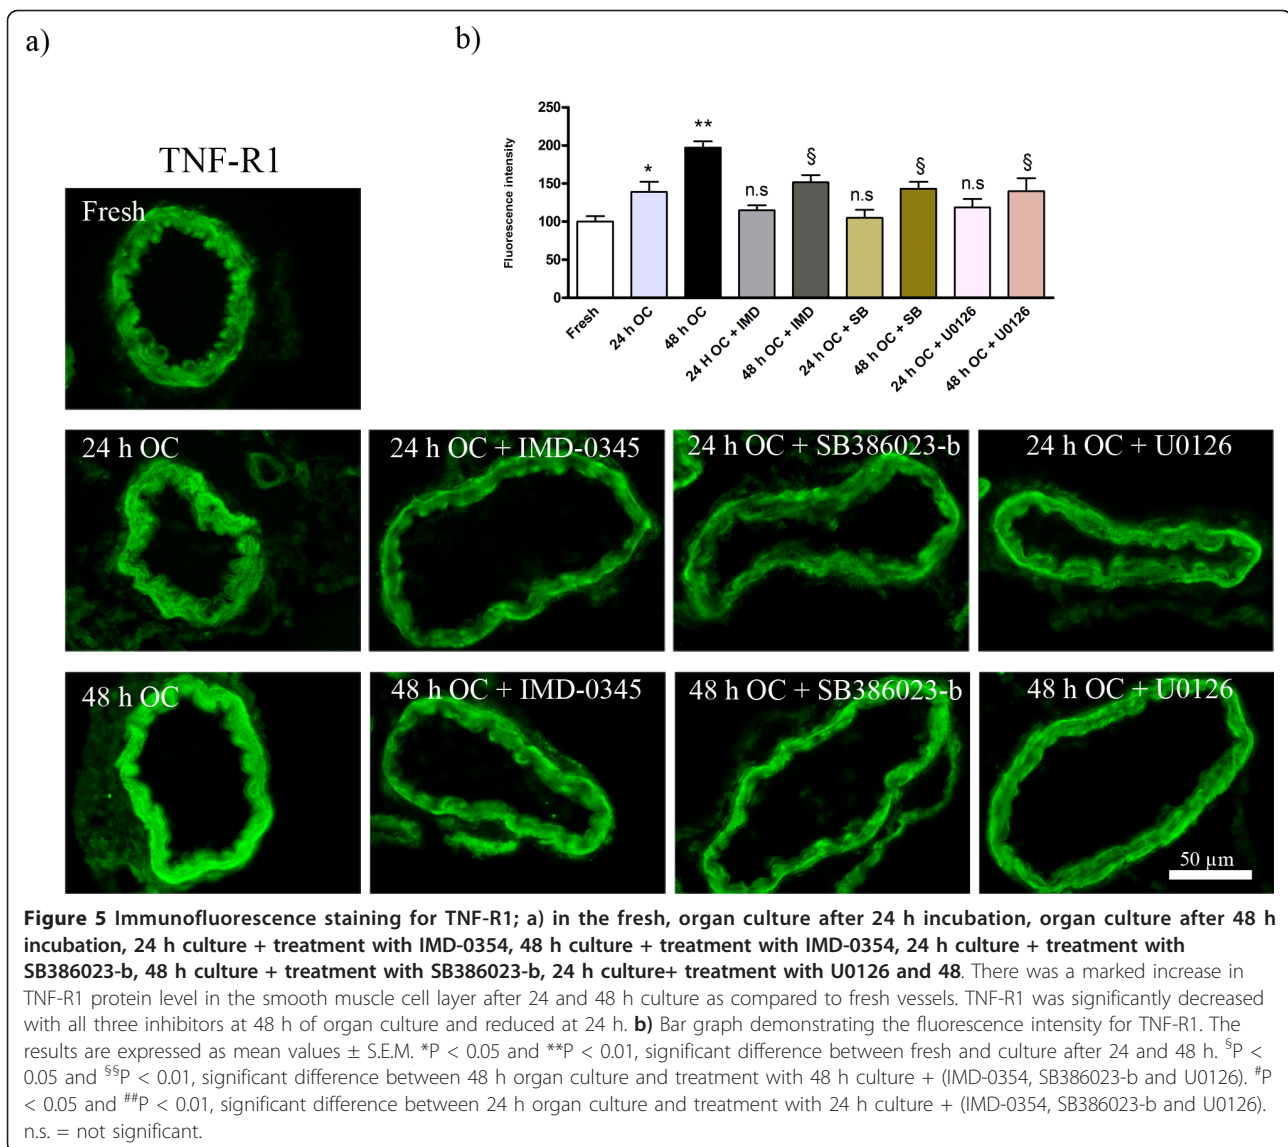 a)
b)
TNF-R1
Fresh
250
200
150
100
50
0
Fluorescence intensity
*
**
n.s
§
n.s
§
n.s
§
Fresh
24 h OC
48 h OC
24 H OC + IMD
48 h OC + IMD
24 h OC + SB
48 h OC + SB
24 h OC + U0126
48 h OC + U0126
24 h OC
24 h OC + IMD-0345
24 h OC + SB386023-b
24 h OC + U0126
48 h OC
48 h OC + IMD-0345
48 h OC + SB386023-b
48 h OC + U0126
50 µm
Figure 5 Immunofluorescence staining for TNF-R1; a) in the fresh, organ culture after 24 h incubation, organ culture after 48 h
incubation, 24 h culture + treatment with IMD-0354, 48 h culture + treatment with IMD-0354, 24 h culture + treatment with
SB386023-b, 48 h culture + treatment with SB386023-b, 24 h culture+ treatment with U0126 and 48. There was a marked increase in
TNF-R1 protein level in the smooth muscle cell layer after 24 and 48 h culture as compared to fresh vessels. TNF-R1 was significantly decreased
with all three inhibitors at 48 h of organ culture and reduced at 24 h. b) Bar graph demonstrating the fluorescence intensity for TNF-R1. The
results are expressed as mean values ± S.E.M. *P < 0.05 and **P < 0.01, significant difference between fresh and culture after 24 and 48 h. §P <
0.05 and §§P < 0.01, significant difference between 48 h organ culture and treatment with 48 h culture + (IMD-0354, SB386023-b and U0126). #P
< 0.05 and ##P < 0.01, significant difference between 24 h organ culture and treatment with 24 h culture + (IMD-0354, SB386023-b and U0126).
n.s. = not significant.